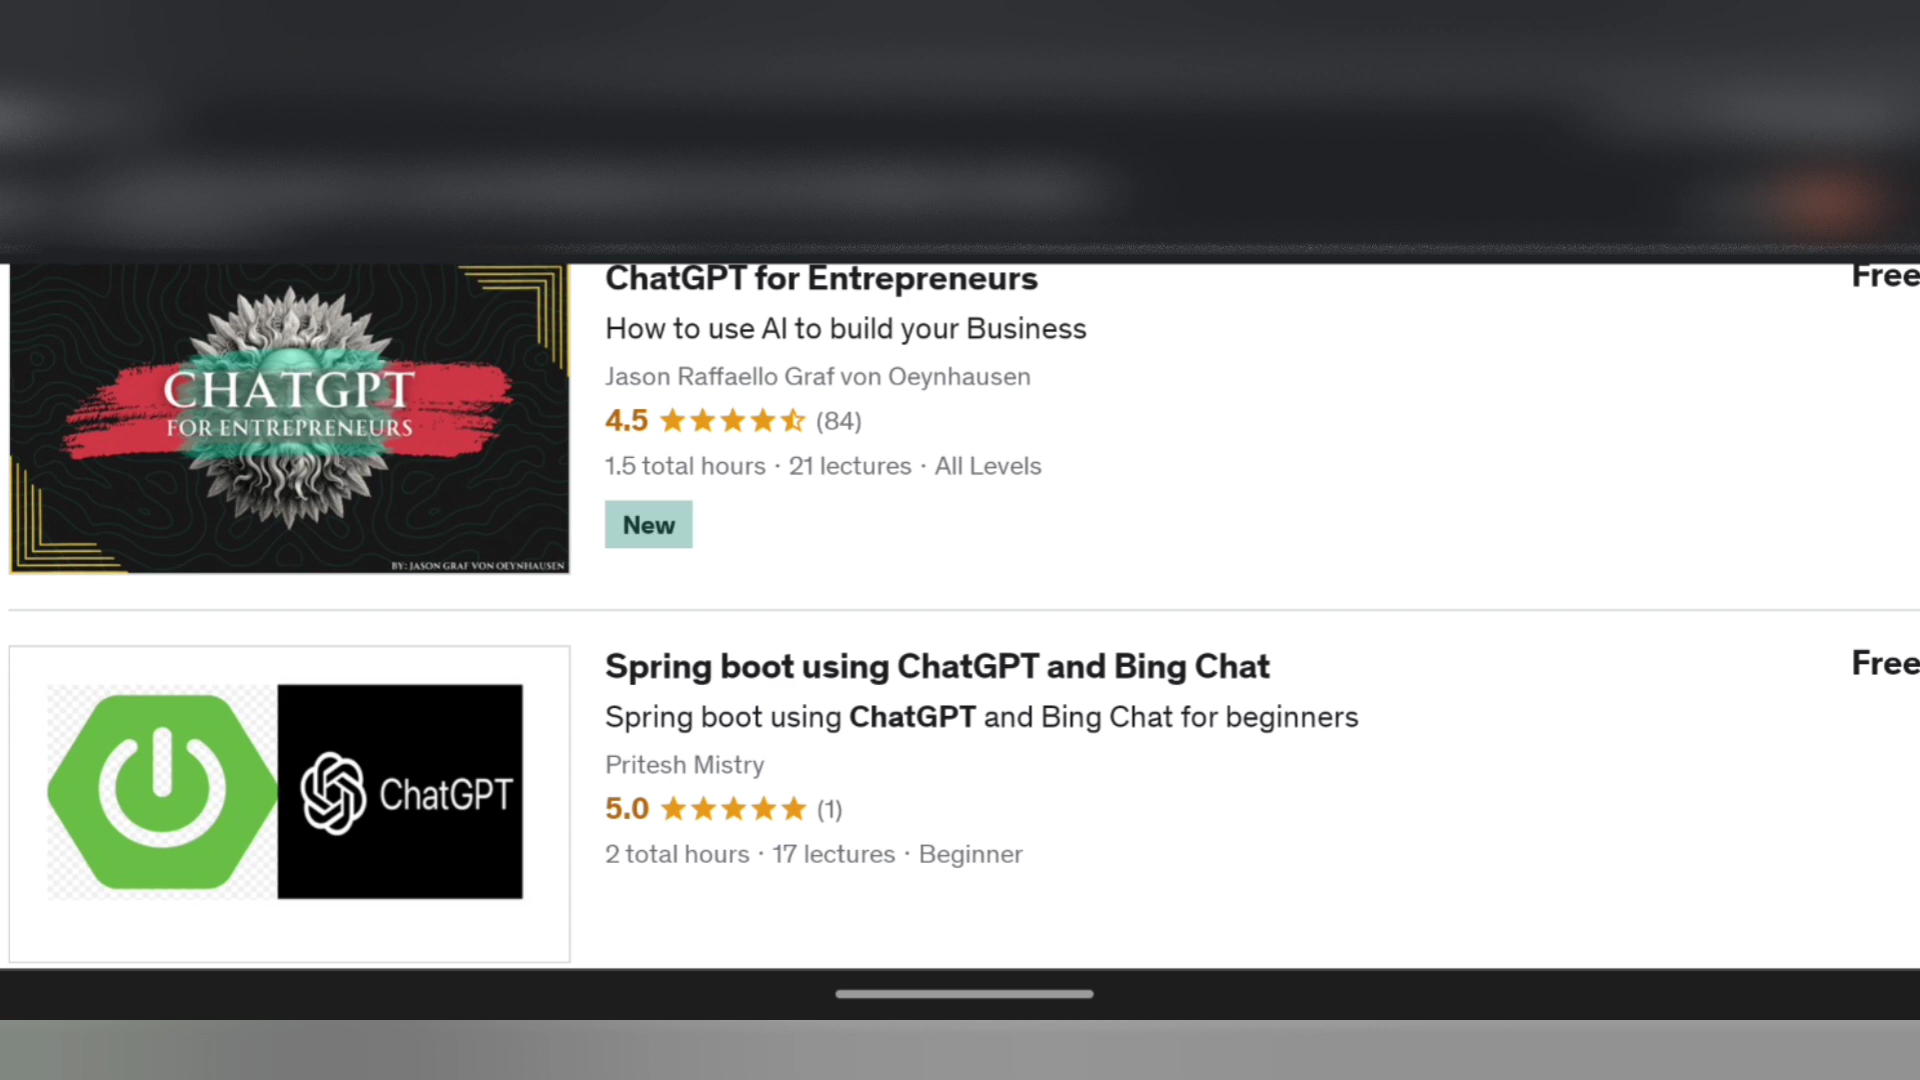 ChatGPT for Entrepreneurs
Free
How to use AI to build your Business
Jason Raffaello Graf von Oeynhausen
4.5 (84)
1.5 total hours · 21 lectures · All Levels
New
CHATGPT
FOR ENTREPRENEURS
BY: JASON GRAF VON OEYNHAUSEN
Spring boot using ChatGPT and Bing Chat
Free
Spring boot using ChatGPT and Bing Chat for beginners
Pritesh Mistry
5.0 (1)
2 total hours · 17 lectures · Beginner
ChatGPT